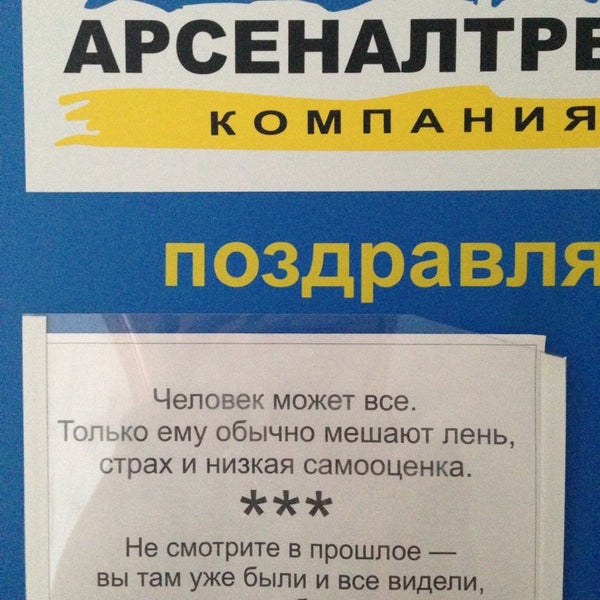 АРСЕНАЛТРЕ
КОМПАНИЯ
поздравля
Человек может все.
Только ему обычно мешают лень,
страх и низкая самооценка.
***
Не смотрите в прошлое —
вы там уже были и все видели,